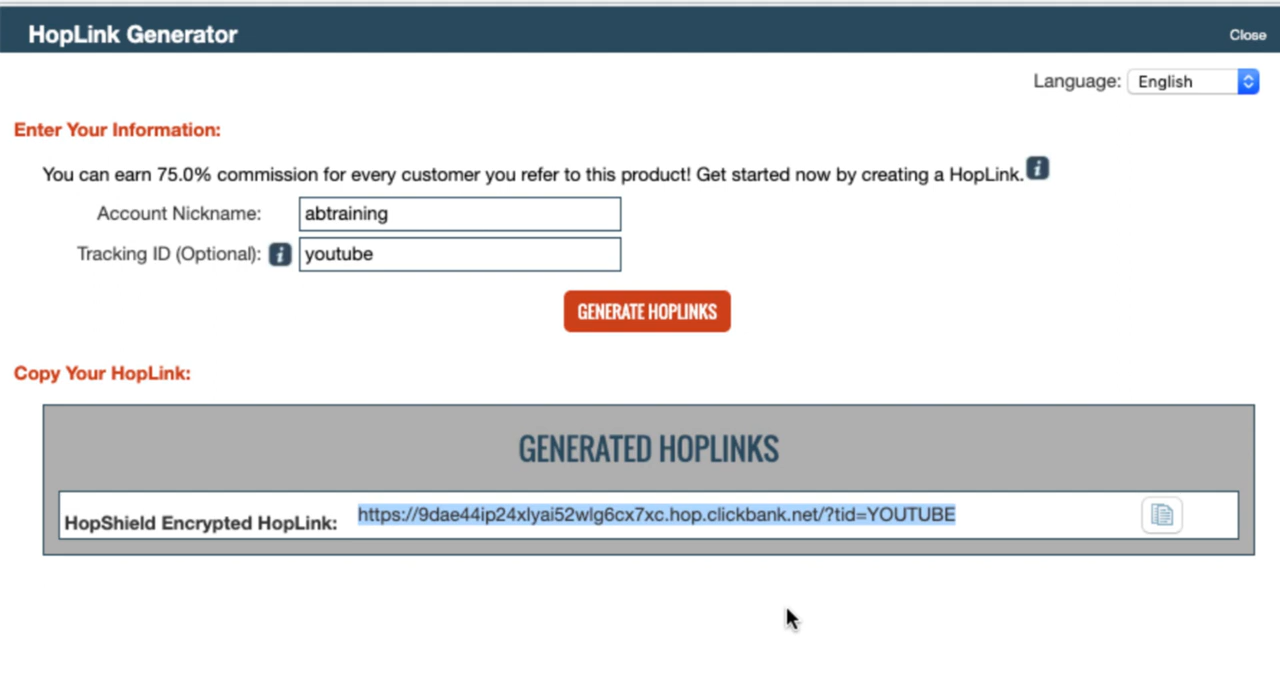 HopLink Generator
Close
Language: English
Enter Your Information:
You can earn 75.0% commission for every customer you refer to this product! Get started now by creating a HopLink. i
Account Nickname: abtraining
Tracking ID (Optional): i youtube
GENERATE HOPLINKS
Copy Your HopLink:
GENERATED HOPLINKS
HopShield Encrypted HopLink: https://9dae44ip24xlyai52wlg6cx7xc.hop.clickbank.net/?tid=YOUTUBE